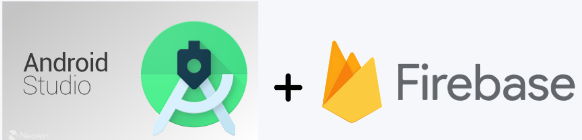 Android
Studio
+
Firebase